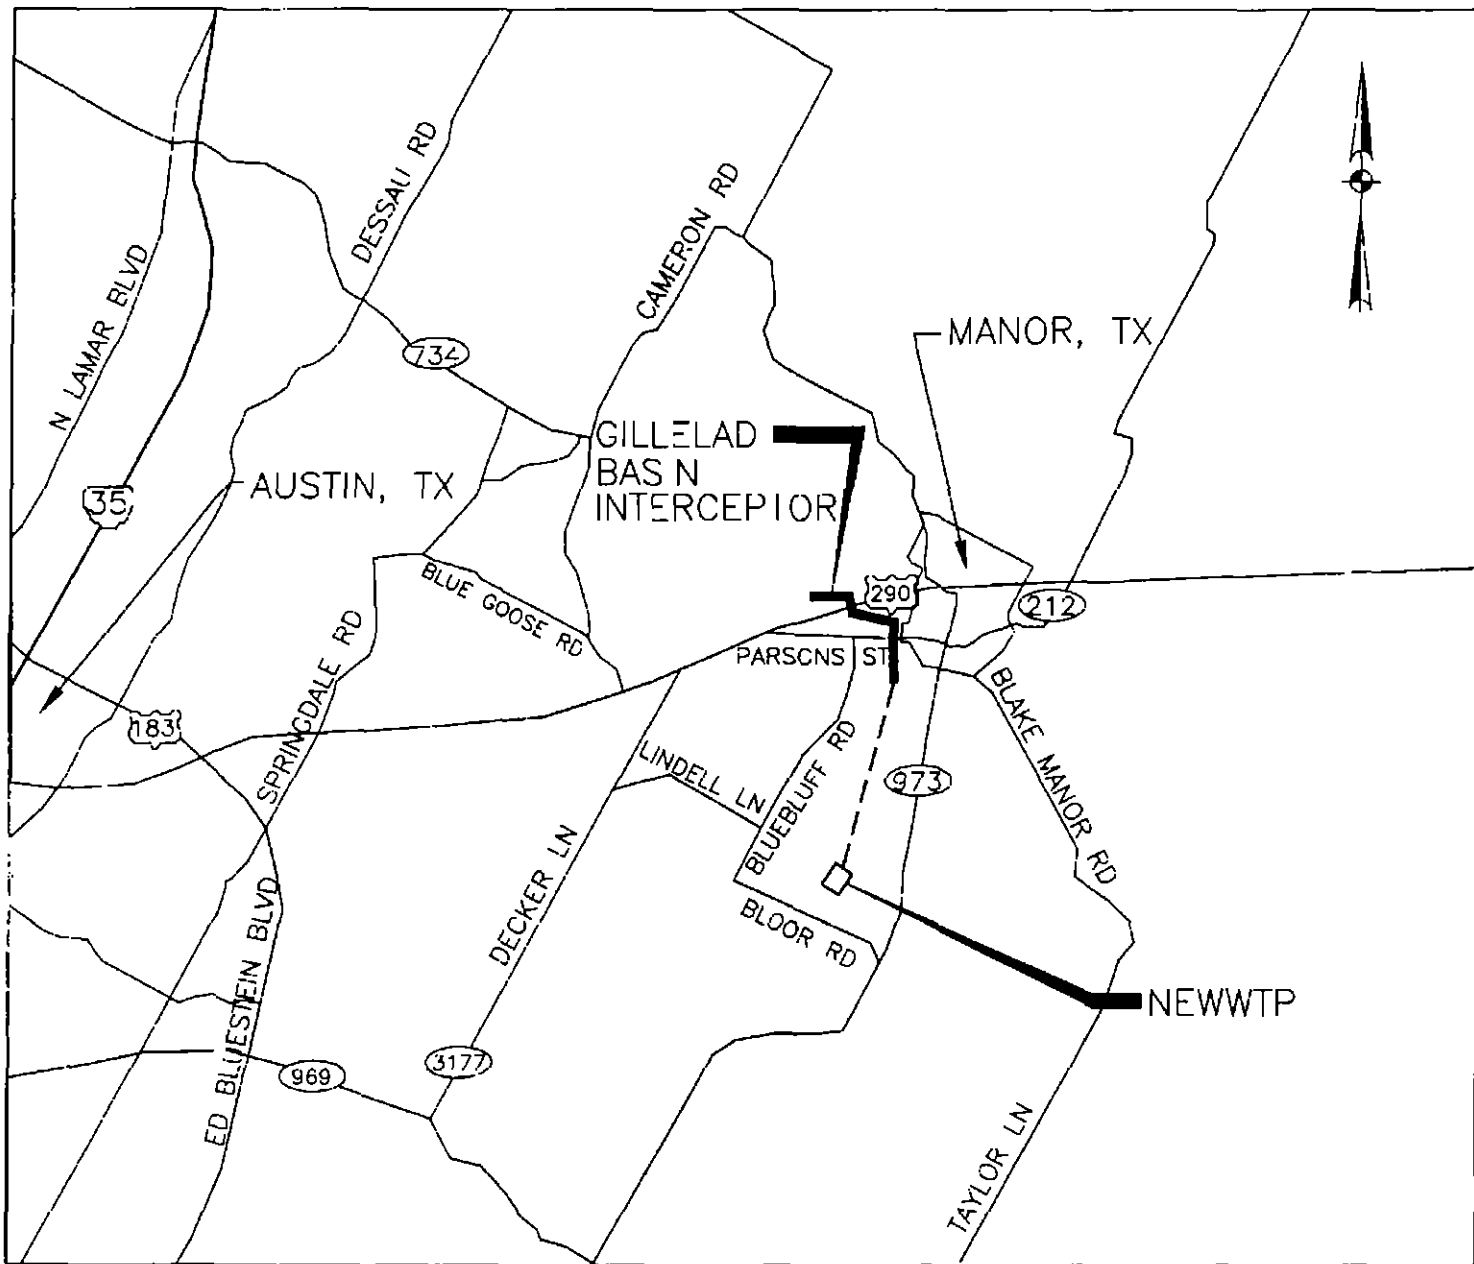 DESSAU RD
CAMERON RD
N LAMAR BLVD
MANOR, TX
734
GILLELAD
BAS N
INTERCEPIOR
AUSTIN, TX
35
BLUE GOOSE RD
290
212
PARSONS ST
SPRINGDALE RD
BLAKE MANOR RD
183
LINDELL LN
BLUEBLUFF RD
973
DECKER LN
BLOOR RD
ED BLUESTEIN BLVD
NEWWTP
3177
969
TAYLOR LN